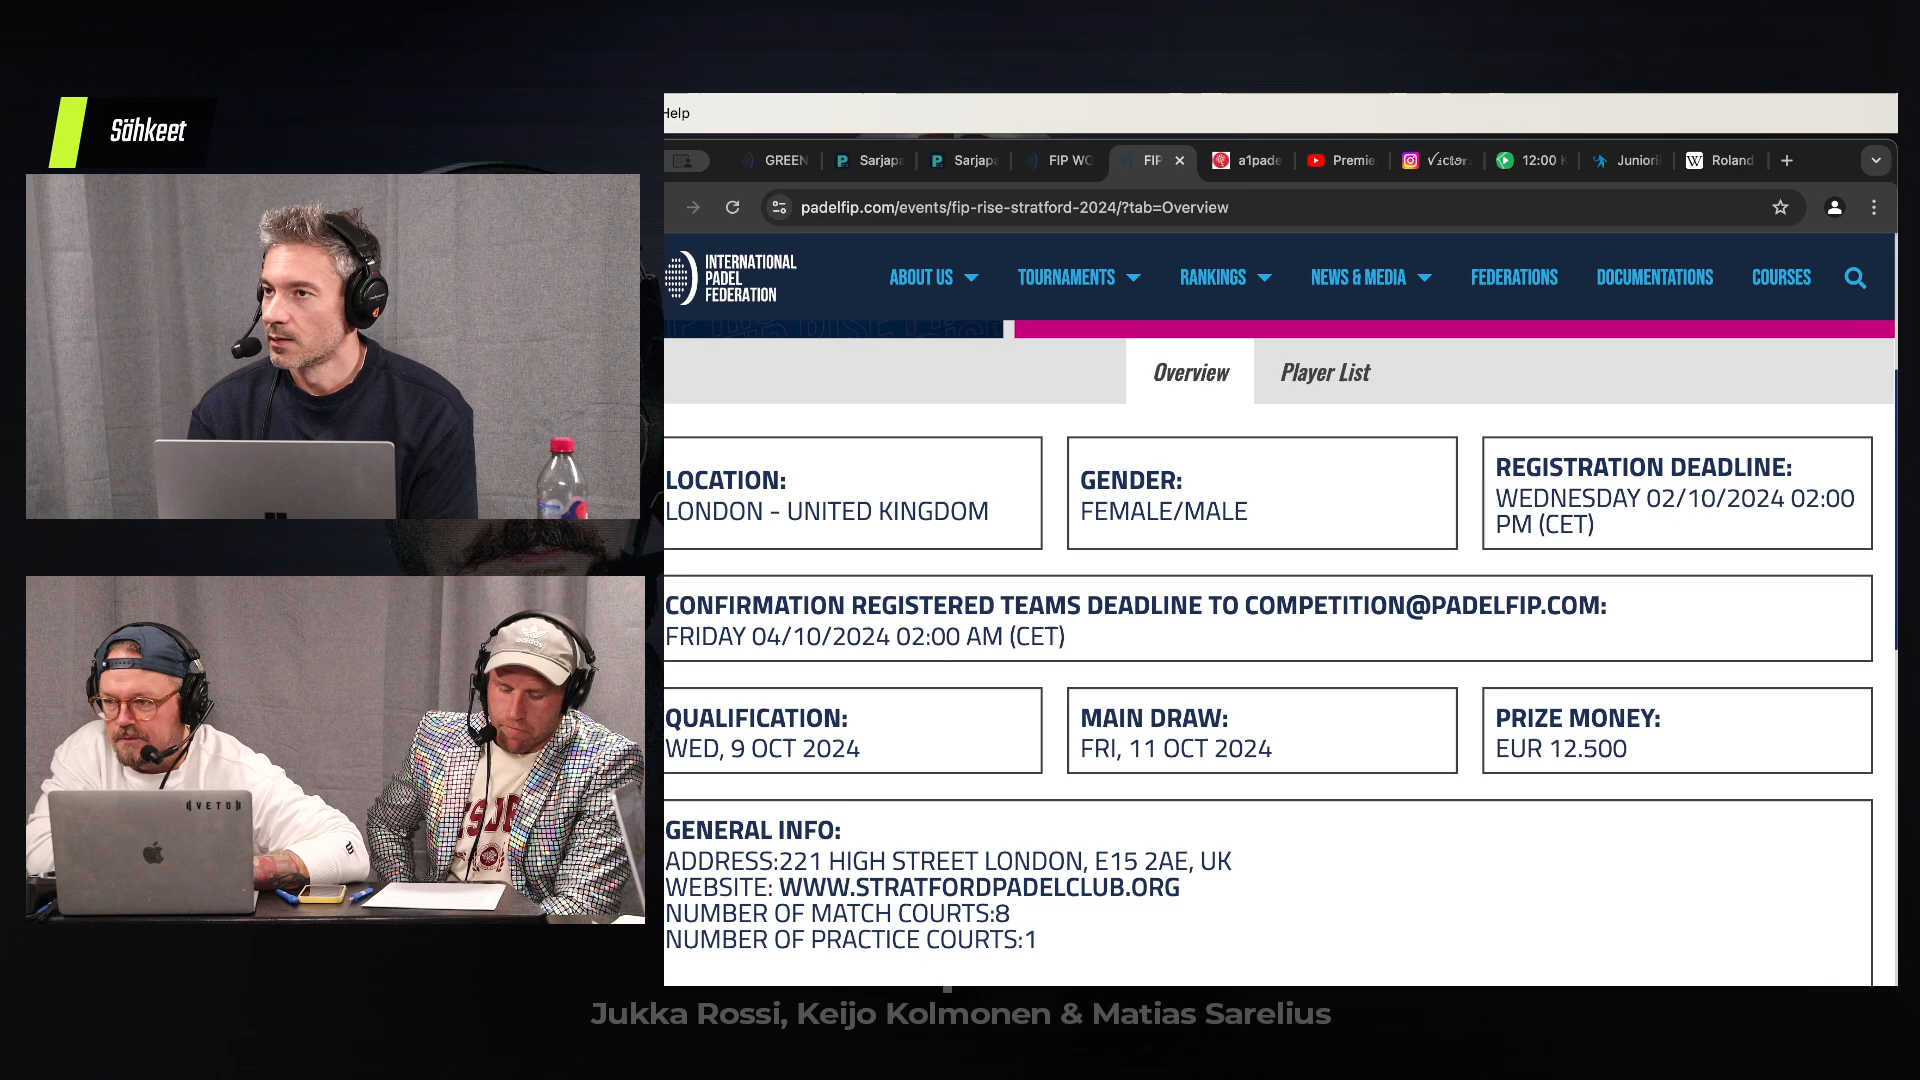 Sähkeet
Help
GREEN
Sarjapa
Sarjapa
FIP WO
FIP
a1pade
Premie
Victor
12:00
Juniori
Roland
padelfip.com/events/fip-rise-stratford-2024/?tab=Overview
INTERNATIONAL
PADEL
FEDERATION
ABOUT US
TOURNAMENTS
RANKINGS
NEWS & MEDIA
FEDERATIONS
DOCUMENTATIONS
COURSES
Overview
Player List
LOCATION:
LONDON - UNITED KINGDOM
GENDER:
FEMALE/MALE
REGISTRATION DEADLINE:
WEDNESDAY 02/10/2024 02:00
PM (CET)
CONFIRMATION REGISTERED TEAMS DEADLINE TO COMPETITION@PADELFIP.COM:
FRIDAY 04/10/2024 02:00 AM (CET)
QUALIFICATION:
WED, 9 OCT 2024
MAIN DRAW:
FRI, 11 OCT 2024
PRIZE MONEY:
EUR 12.500
GENERAL INFO:
ADDRESS:221 HIGH STREET LONDON, E15 2AE, UK
WEBSITE: WWW.STRATFORDPADELCLUB.ORG
NUMBER OF MATCH COURTS:8
NUMBER OF PRACTICE COURTS:1
adidas
VETO
Jukka Rossi, Keijo Kolmonen & Matias Sarelius